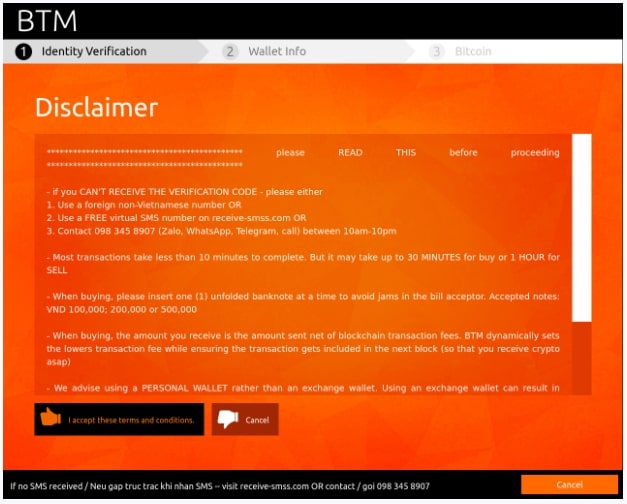 BTM
1 Identity Verification 2 Wallet Info 3 Bitcoin
Disclaimer
********************************************* please READ THIS before proceeding
*********************************************
- if you CAN'T RECEIVE THE VERIFICATION CODE - please either
1. Use a foreign non-Vietnamese number OR
2. Use a FREE virtual SMS number on receive-smss.com OR
3. Contact 098 345 8907 (Zalo, WhatsApp, Telegram, call) between 10am-10pm
- Most transactions take less than 10 minutes to complete. But it may take up to 30 MINUTES for buy or 1 HOUR for
SELL
- When buying, please insert one (1) unfolded banknote at a time to avoid jams in the bill acceptor. Accepted notes:
VND 100,000; 200,000 or 500,000
- When buying, the amount you receive is the amount sent net of blockchain transaction fees. BTM dynamically sets
the lowers transaction fee while ensuring the transaction gets included in the next block (so that you receive crypto
asap)
- We advise using a PERSONAL WALLET rather than an exchange wallet. Using an exchange wallet can result in
I accept these terms and conditions. Cancel
If no SMS received / Neu gap truc trac khi nhan SMS – visit receive-smss.com OR contact / goi 098 345 8907 Cancel